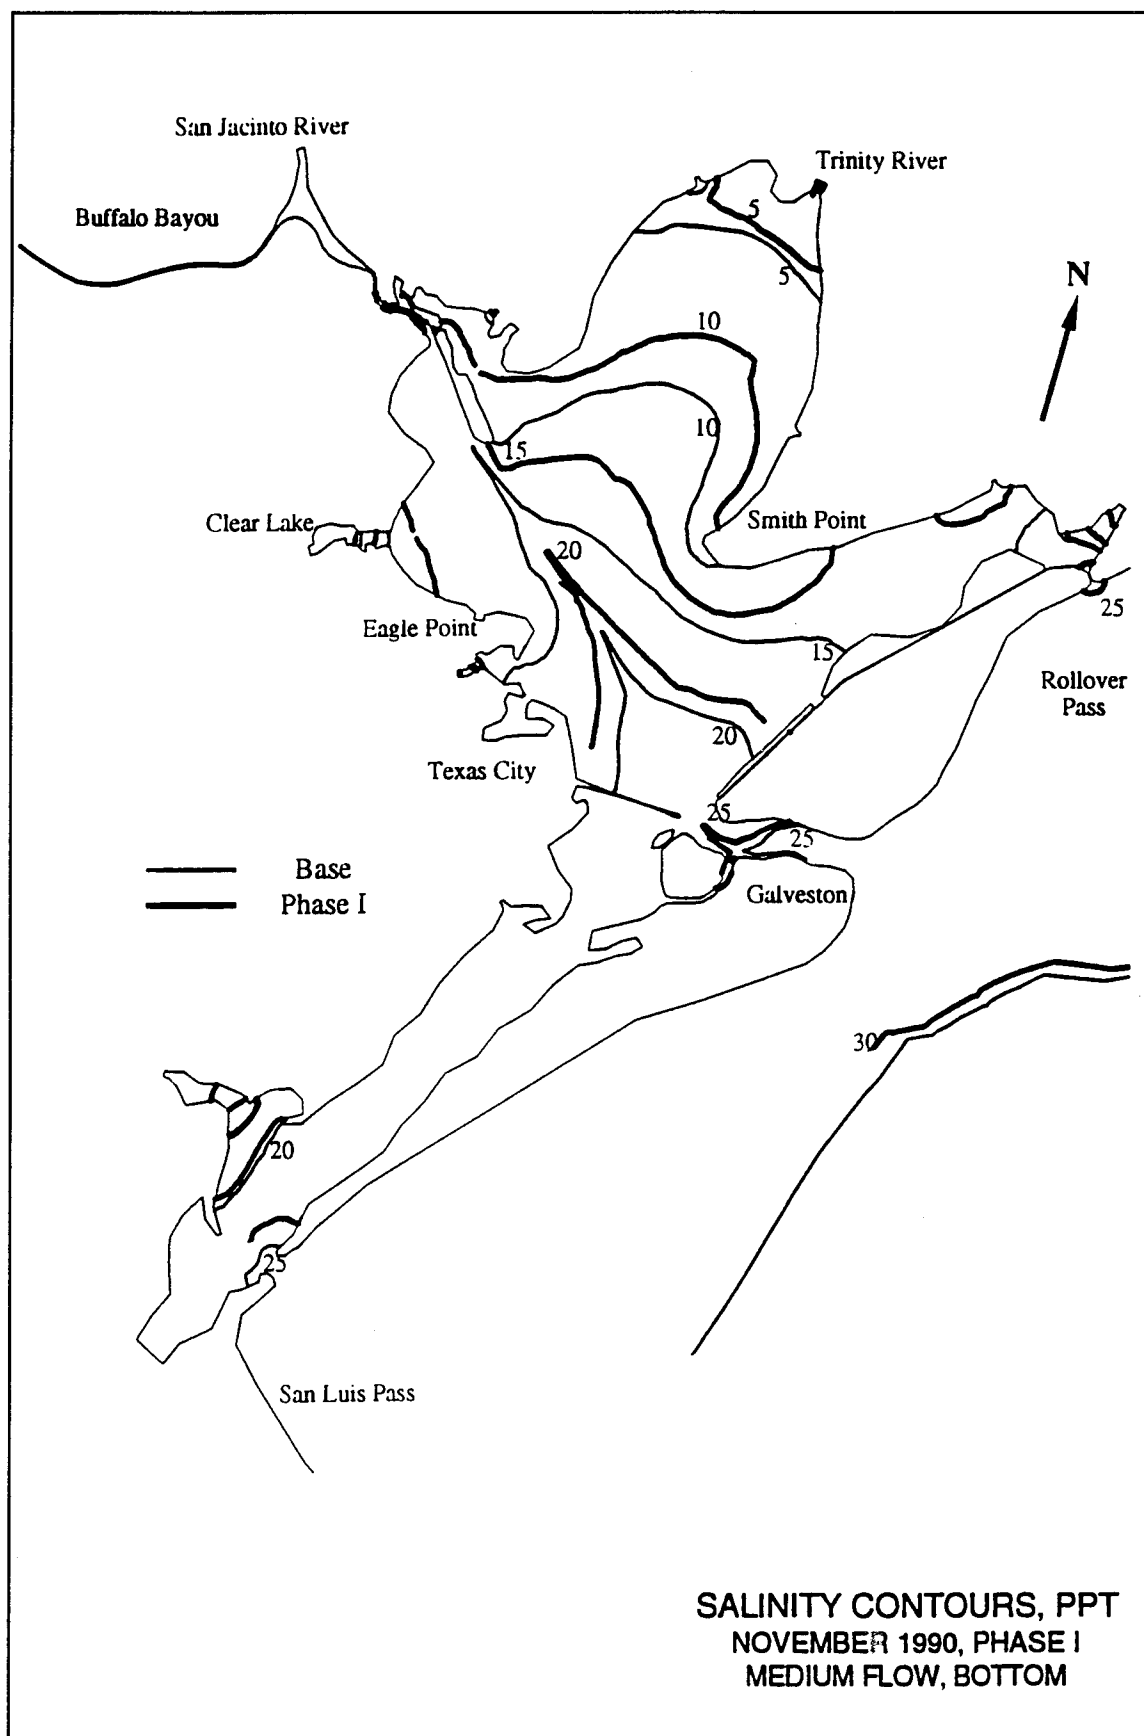 San Jacinto River
Trinity River
Buffalo Bayou
5
5
N
10
10
15
Clear Lake
Smith Point
20
25
Eagle Point
15
Rollover
Pass
20
Texas City
25
25
Base
Phase I
Galveston
30
20
25
San Luis Pass
SALINITY CONTOURS, PPT
NOVEMBER 1990, PHASE I
MEDIUM FLOW, BOTTOM